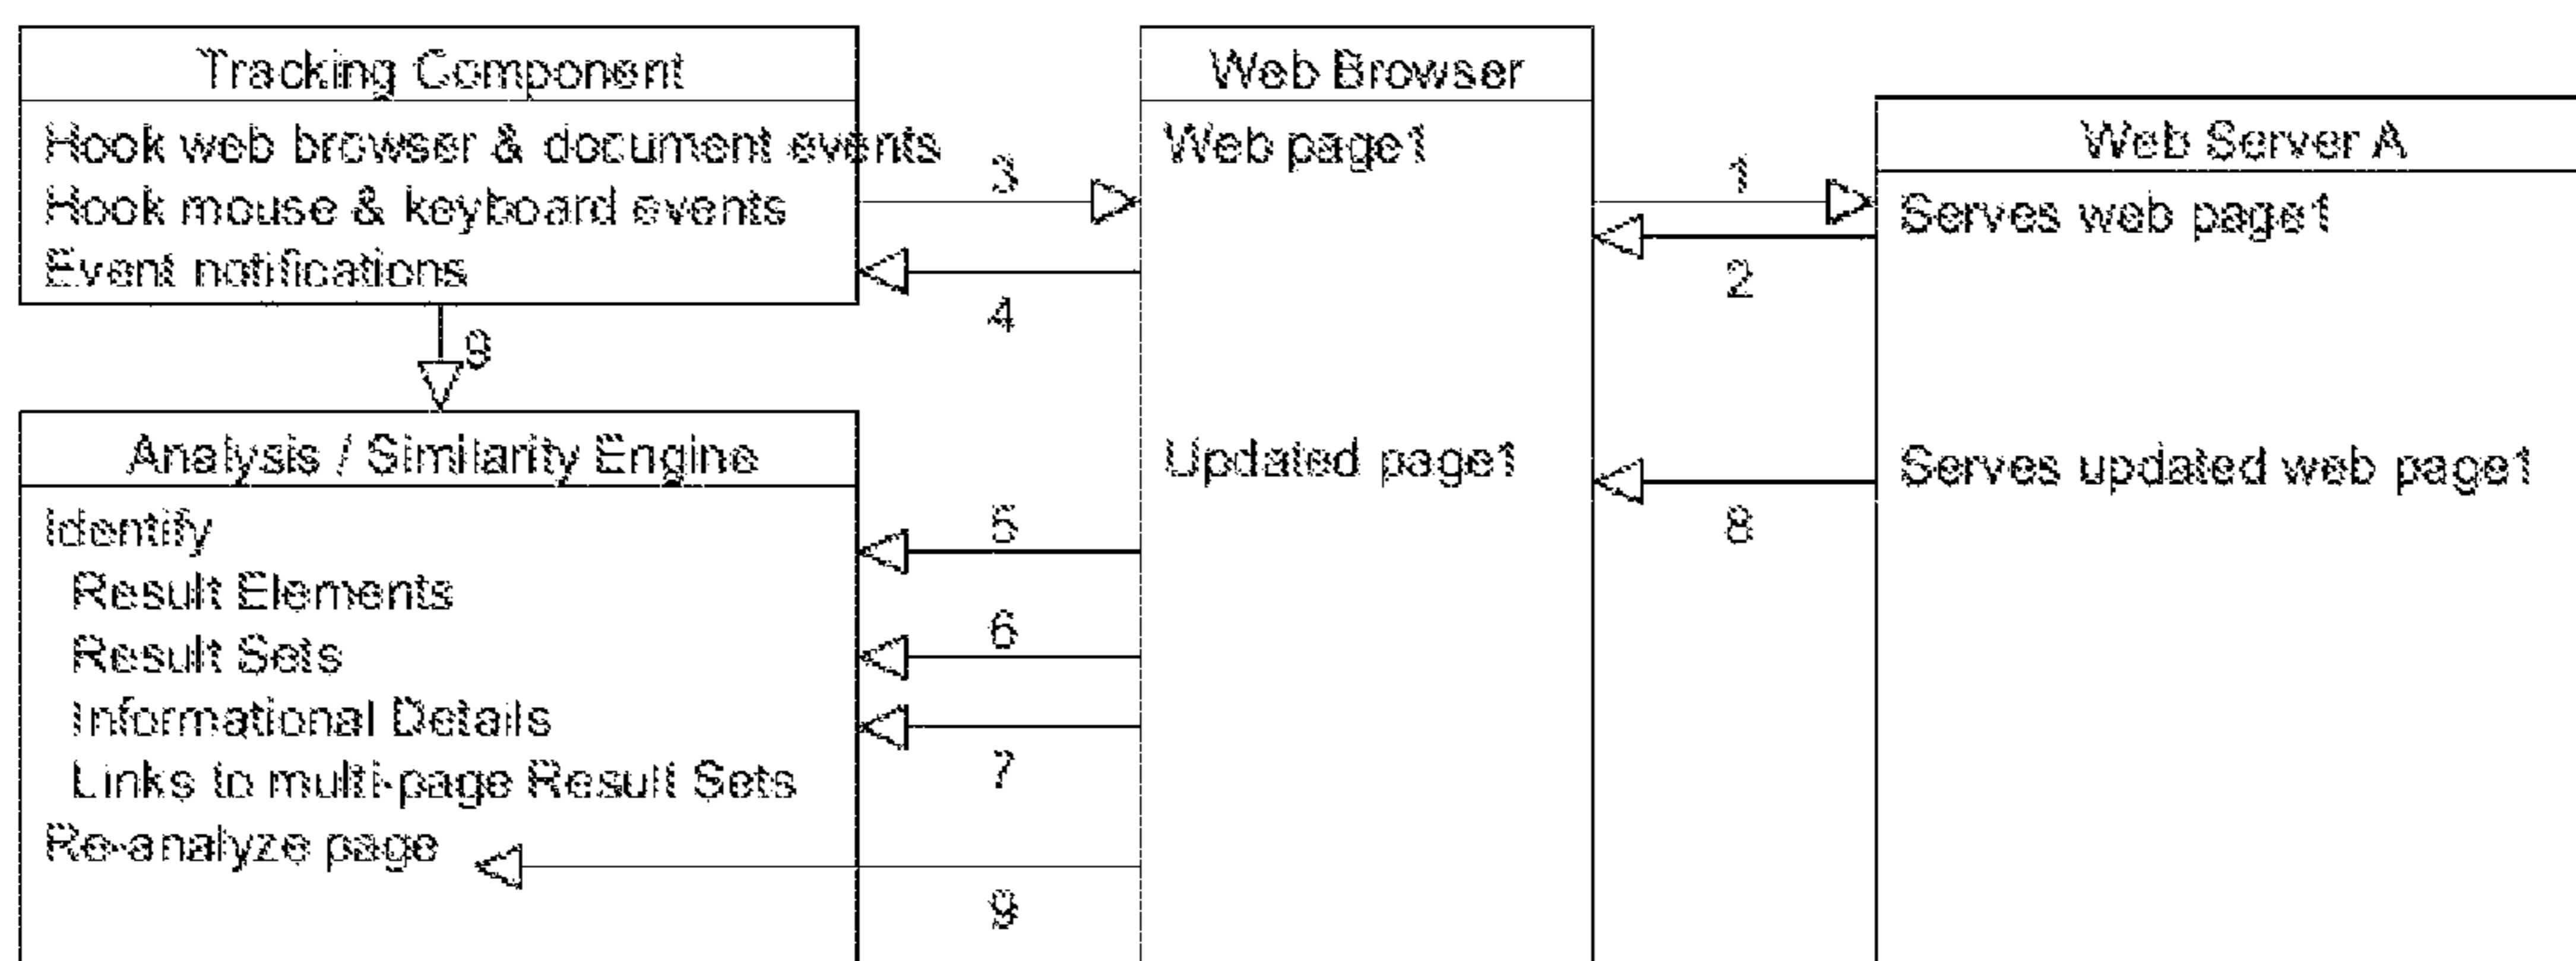 Tracking Component
Hook web browser & document events
Hook mouse & keyboard events
Event notifications
9
Analysis / Similarity Engine
Identify
Result Elements
Result Sets
Informational Details
Links to multi-page Result Sets
Re-analyze page
3
4
5
6
7
9
Web Browser
Web page1
Updated page1
1
2
8
Web Server A
Serves web page1
Serves updated web page1